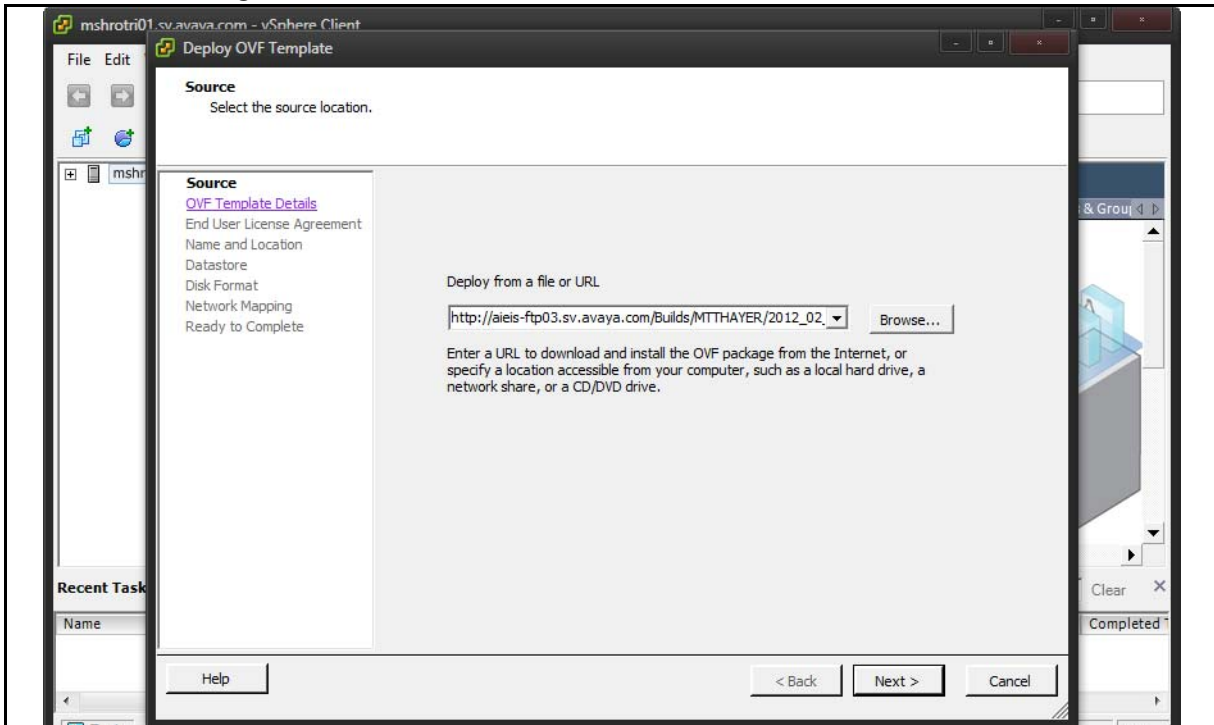 mshrotri01.sv.avaya.com - vSphere Client
Deploy OVF Template
File Edit
Source
Select the source location.
mshr
Source
OVF Template Details
End User License Agreement
Name and Location
Datastore
Disk Format
Network Mapping
Ready to Complete
Deploy from a file or URL
http://aieis-ftp03.sv.avaya.com/Builds/MTTHAYER/2012_02_
Browse...
Enter a URL to download and install the OVF package from the Internet, or
specify a location accessible from your computer, such as a local hard drive, a
network share, or a CD/DVD drive.
& Grou
Recent Task
Clear
Name
Completed T
Help
< Back
Next >
Cancel